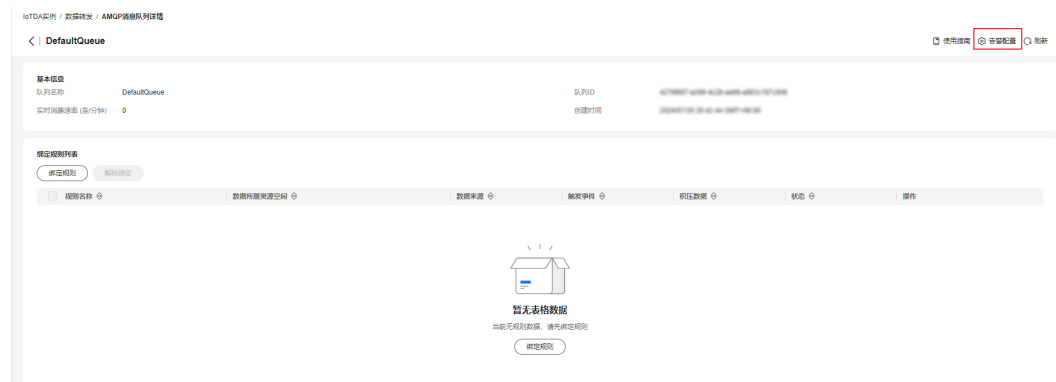 IoTDA实例 / 数据转发 / AMQP消息队列详情
DefaultQueue 使用指南 告警配置 刷新
基本信息
队列名称 DefaultQueue 队列ID
实时消费速率 (条/分钟) 0 创建时间
绑定规则列表
绑定规则 解除绑定
规则名称 数据所属资源空间 数据来源 触发事件 积压数据 状态 操作
暂无表格数据
当前无规则数据，请先绑定规则
绑定规则